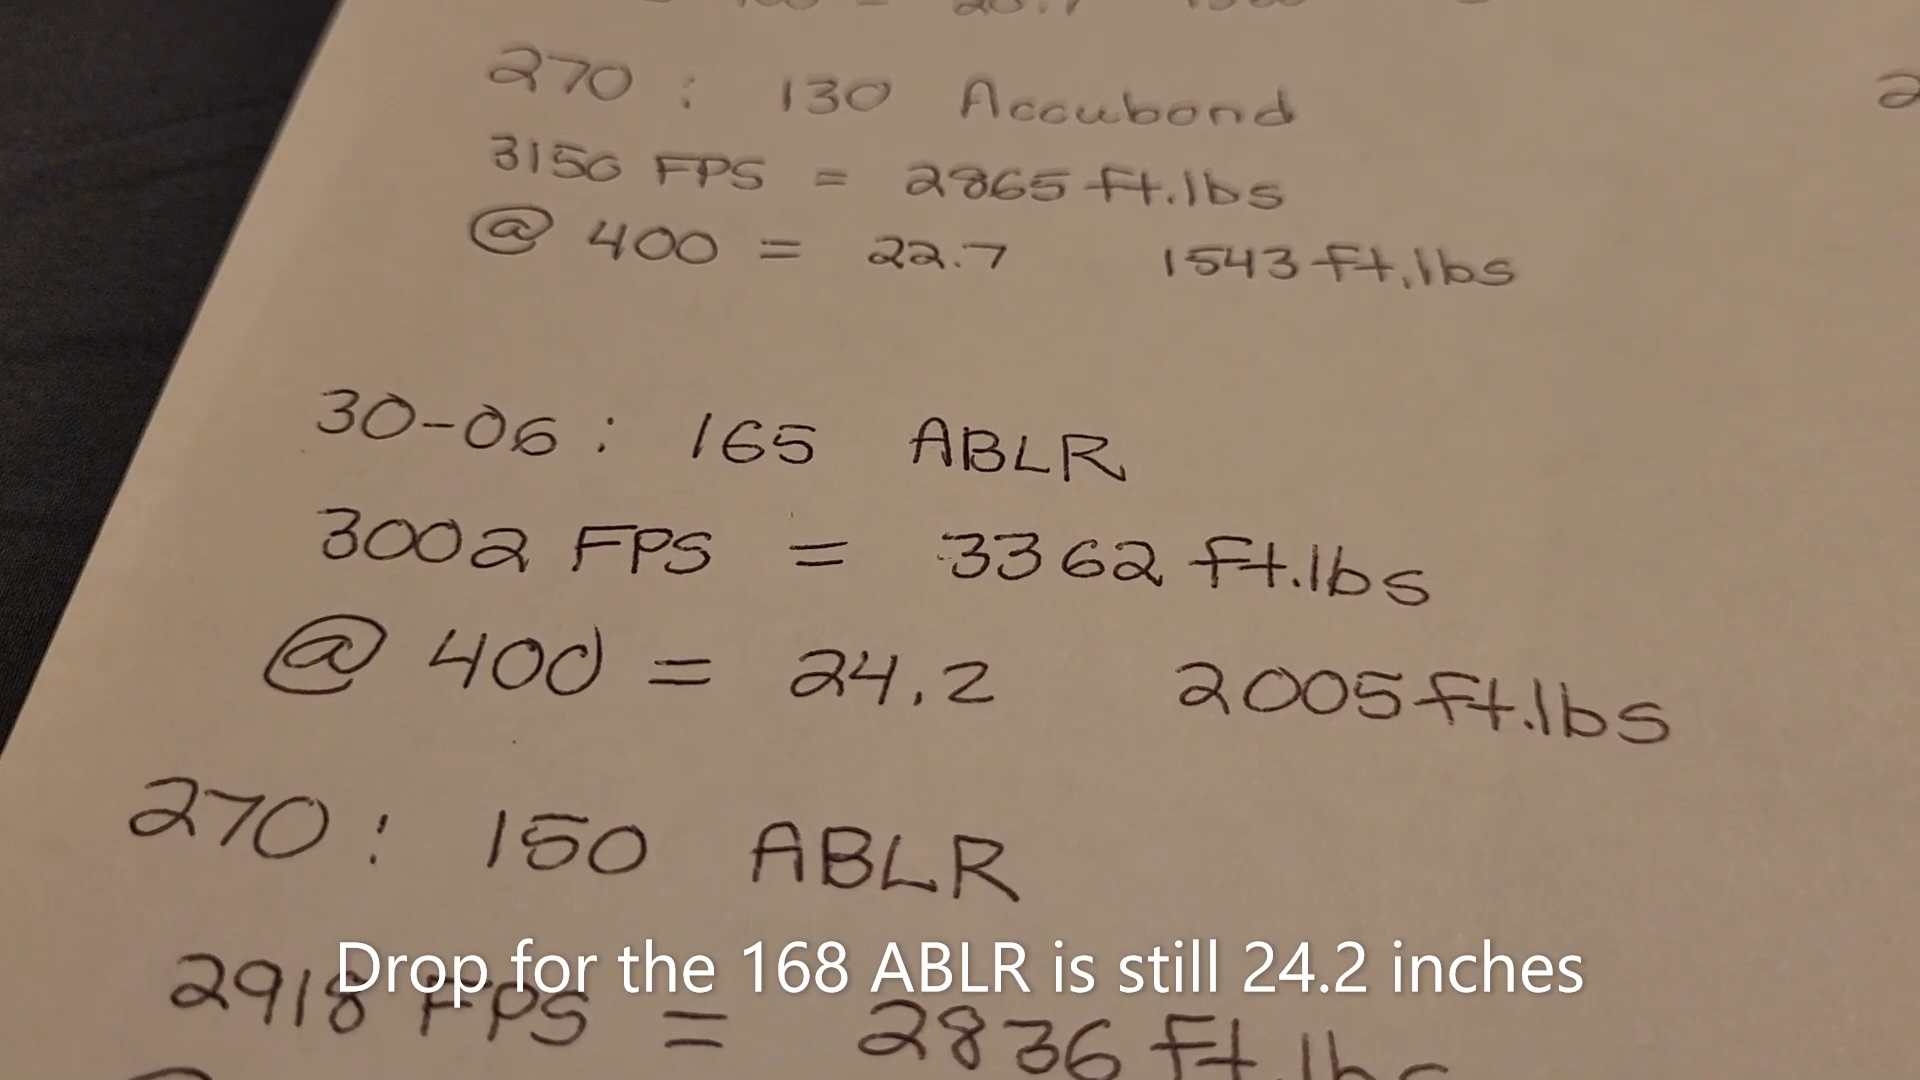 270 : 130 Accubond
3150 FPS = 2865 ft.lbs
@ 400 = 22.7 1543 ft.lbs
30-06 : 165 ABLR
3002 FPS = 3362 ft.lbs
@ 400 = 24.2 2005 ft.lbs
270 : 150 ABLR
Drop for the 168 ABLR is still 24.2 inches
2918 FPS = 2836 ft.lbs